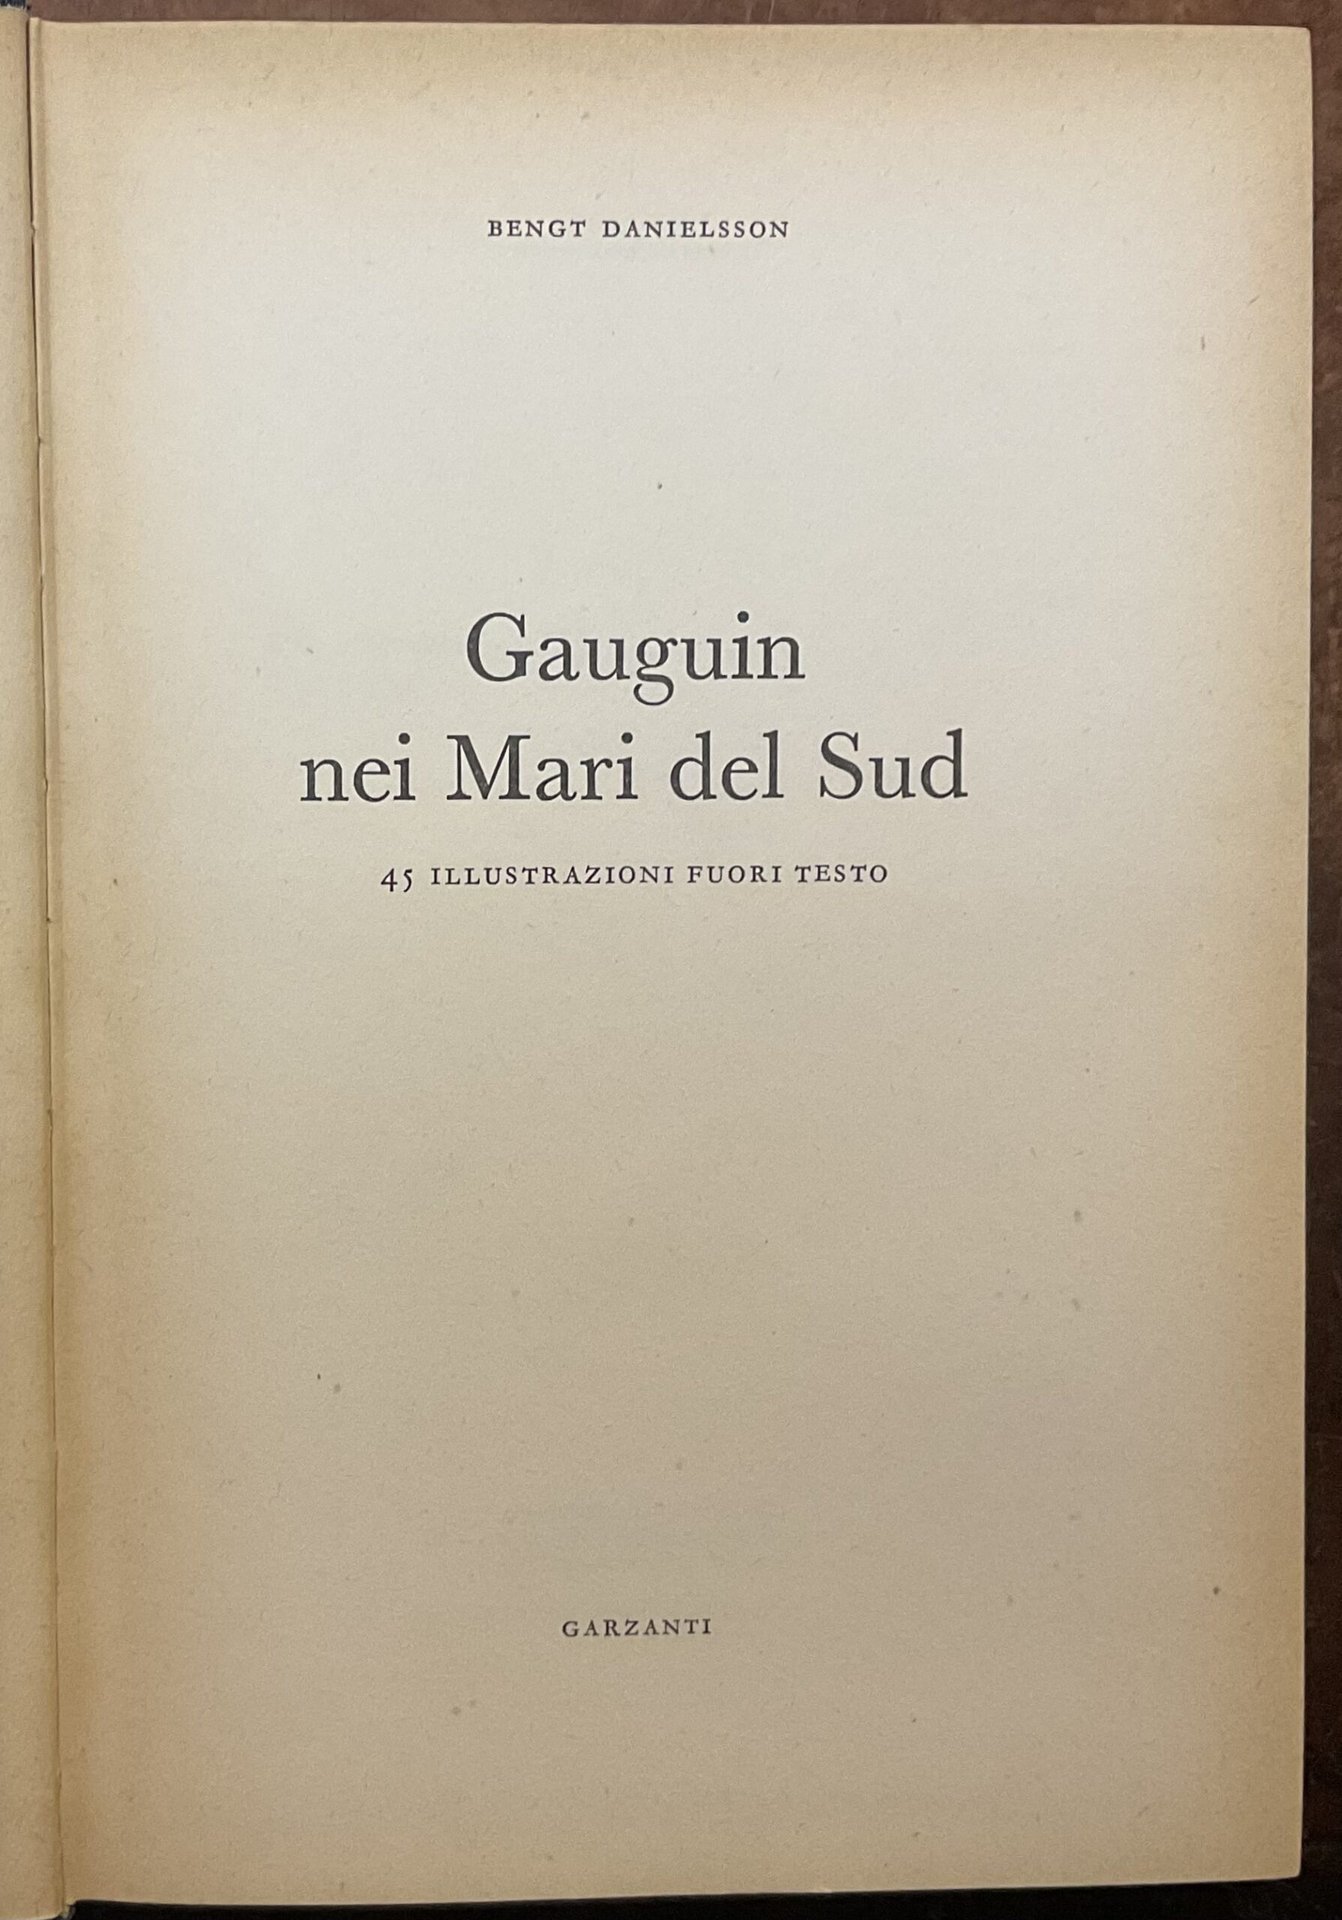 BENGT DANIELSSON
Gauguin
nei Mari del Sud
45 ILLUSTRAZIONI FUORI TESTO
GARZANTI